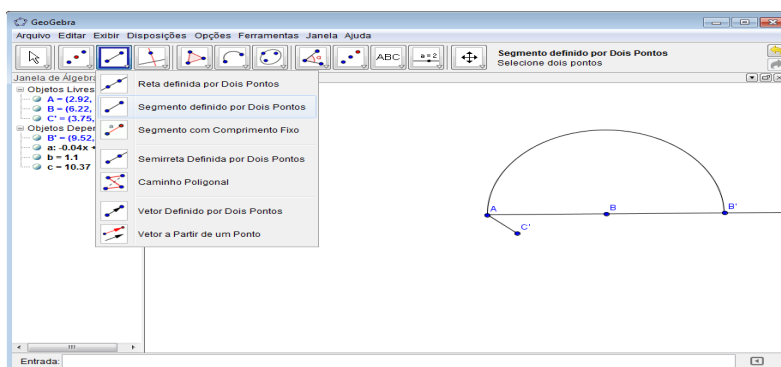 GeoGebra
Arquivo Editar Exibir Disposições Opções Ferramentas Janela Ajuda
ABC
a=2
Segmento definido por Dois Pontos
Selecione dois pontos
Janela de Álgebra
Objetos Livres
A = (2.92,
B = (6.22,
C' = (3.75,
Objetos Deper
B' = (9.52,
a: -0.04x +
b = 1.1
c = 10.37
Reta definida por Dois Pontos
Segmento definido por Dois Pontos
Segmento com Comprimento Fixo
Semirreta Definida por Dois Pontos
Caminho Poligonal
Vetor Definido por Dois Pontos
Vetor a Partir de um Ponto
A
B
B'
C'
Entrada: